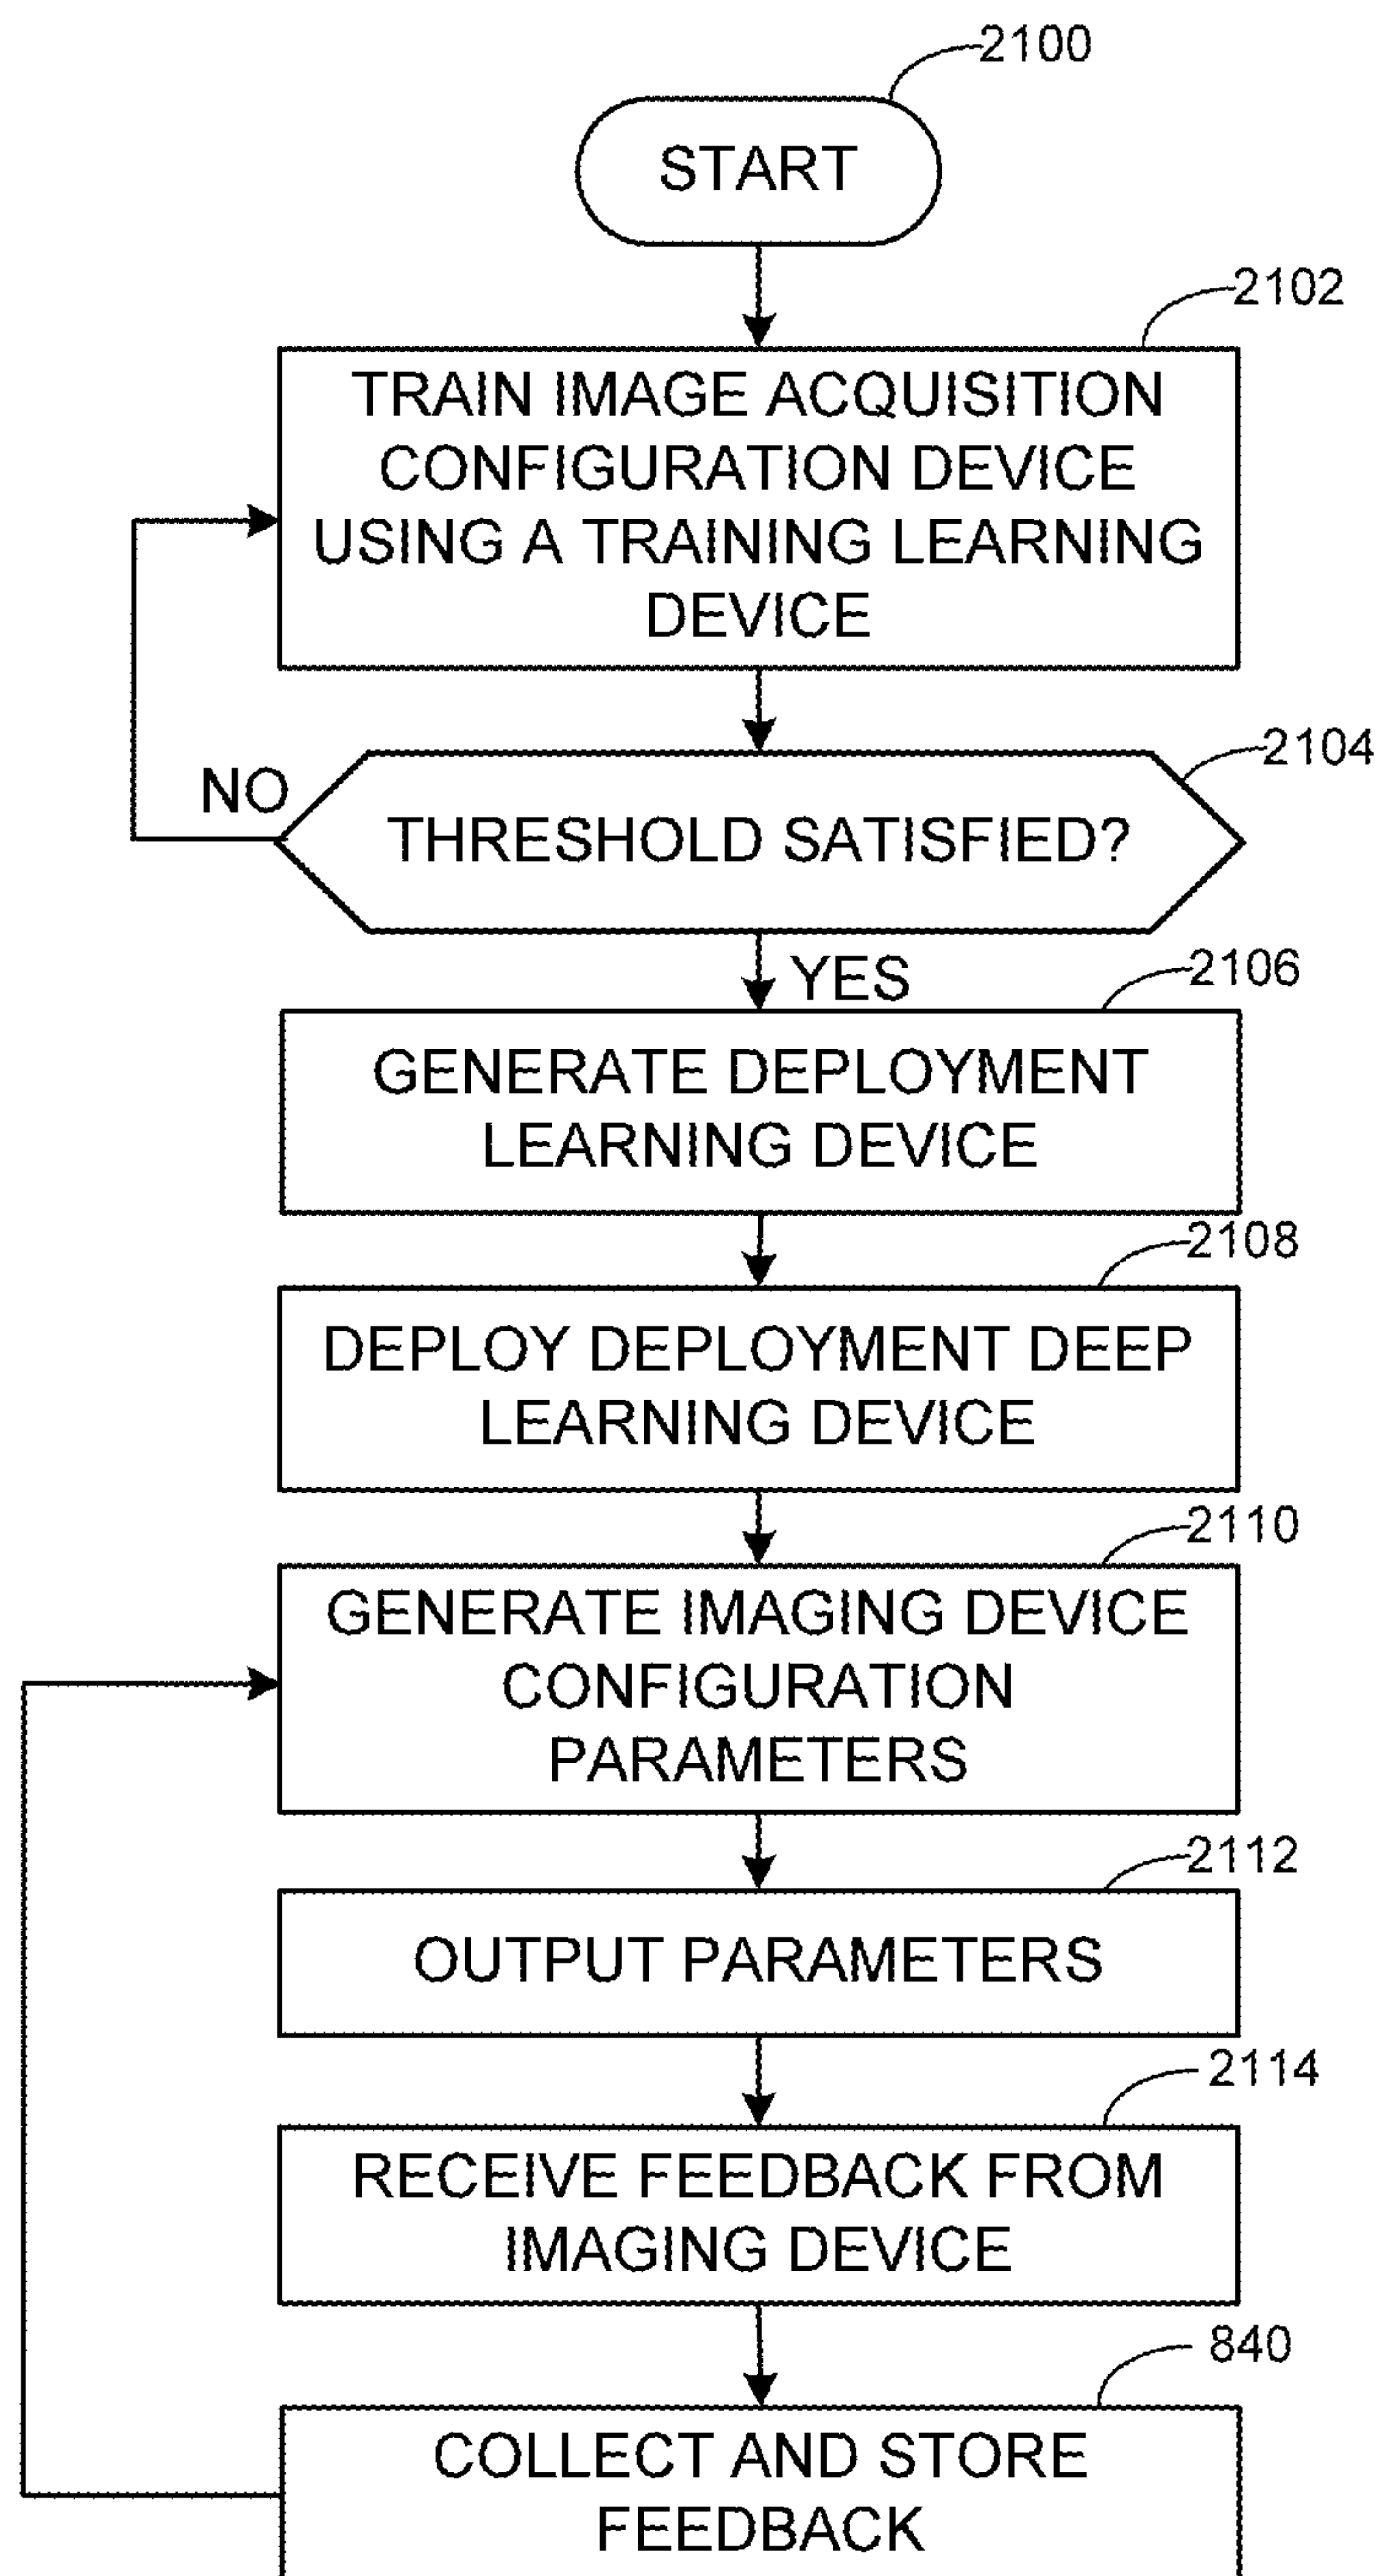 2100
START
2102
TRAIN IMAGE ACQUISITION
CONFIGURATION DEVICE
USING A TRAINING LEARNING
DEVICE
2104
NO
THRESHOLD SATISFIED?
YES
2106
GENERATE DEPLOYMENT
LEARNING DEVICE
2108
DEPLOY DEPLOYMENT DEEP
LEARNING DEVICE
2110
GENERATE IMAGING DEVICE
CONFIGURATION
PARAMETERS
2112
OUTPUT PARAMETERS
2114
RECEIVE FEEDBACK FROM
IMAGING DEVICE
840
COLLECT AND STORE
FEEDBACK